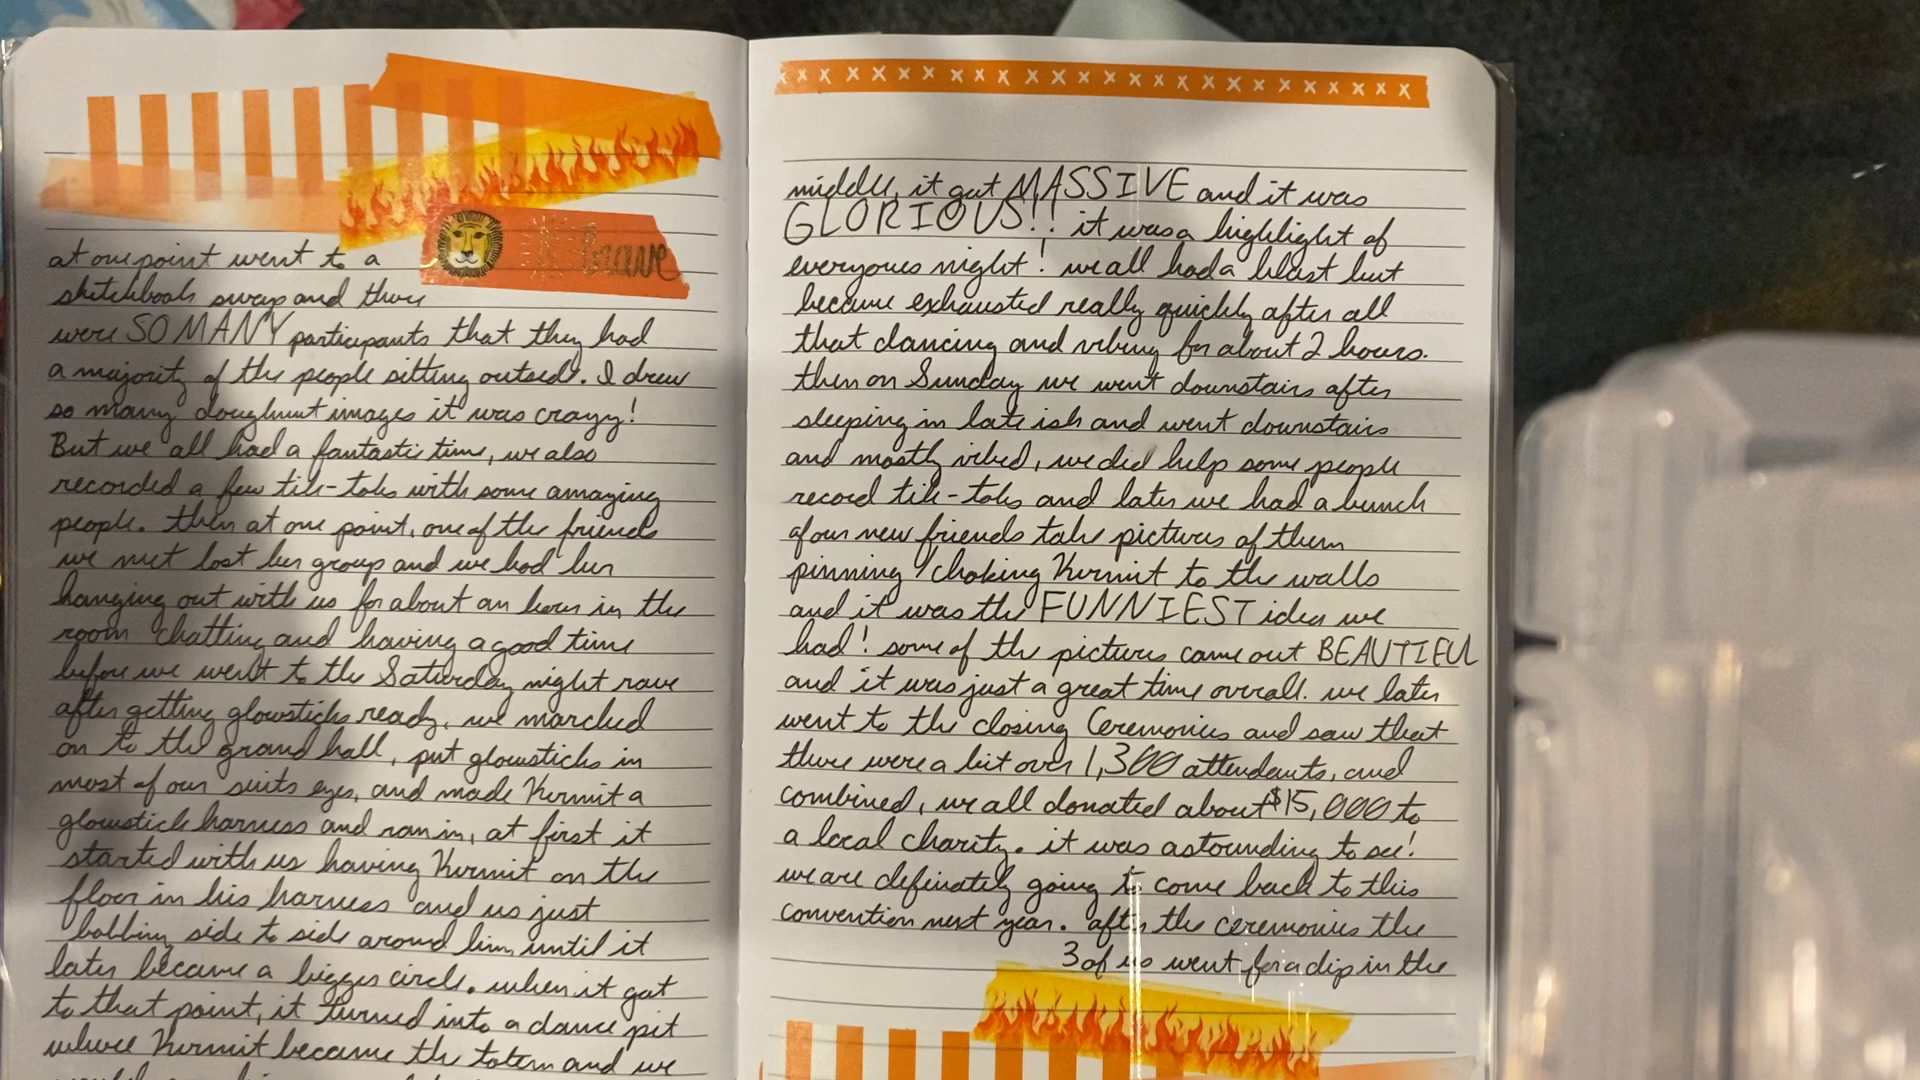 brave
at one point went to a
sketchbook swap and there
were SO MANY participants that they had
a majority of the people sitting outside. I drew
so many doughnut images it was crazy!
But we all had a fantastic time, we also
recorded a few tik-toks with some amazing
people. then at one point, one of the friends
we met lost her group and we had her
hanging out with us for about an hour in the
room chatting and having a good time
before we went to the Saturday night rave
after getting glowsticks ready, we marched
on to the grand hall, put glowsticks in
most of our suits eyes, and made Kermit a
glowstick harness and ran in, at first it
started with us having Kermit on the
floor in his harness and us just
bobbing side to side around him until it
later became a bigger circle. when it got
to that point, it turned into a dance pit
where Kermit became the totem and we
x x x x x x x x x x x x x x x x x x x x x x x x x
middle, it got MASSIVE and it was
GLORIOUS!! it was a highlight of
everyones night! we all had a blast but
became exhausted really quickly after all
that dancing and vibing for about 2 hours.
then on Sunday we went downstairs after
sleeping in late ish and went downstairs
and mostly vibed, we did help some people
record tik-toks and later we had a bunch
of our new friends take pictures of them
pinning/choking Kermit to the walls
and it was the FUNNIEST idea we
had! some of the pictures came out BEAUTIFUL
and it was just a great time overall. we later
went to the closing Ceremonies and saw that
there were a bit over 1,300 attendants, and
combined, we all donated about $15,000 to
a local charity. it was astounding to see!
we are definately going to come back to this
convention next year. after the ceremonies the
3 of us went for a dip in the